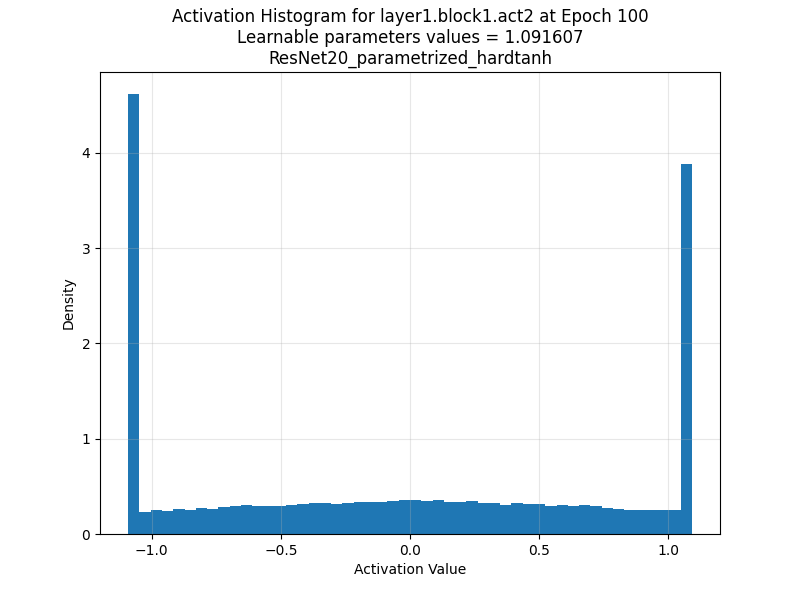 Activation Histogram for layer1.block1.act2 at Epoch 100
Learnable parameters values = 1.091607
ResNet20_parametrized_hardtanh
4
3
2
1
0
Density
−1.0
−0.5
0.0
0.5
1.0
Activation Value